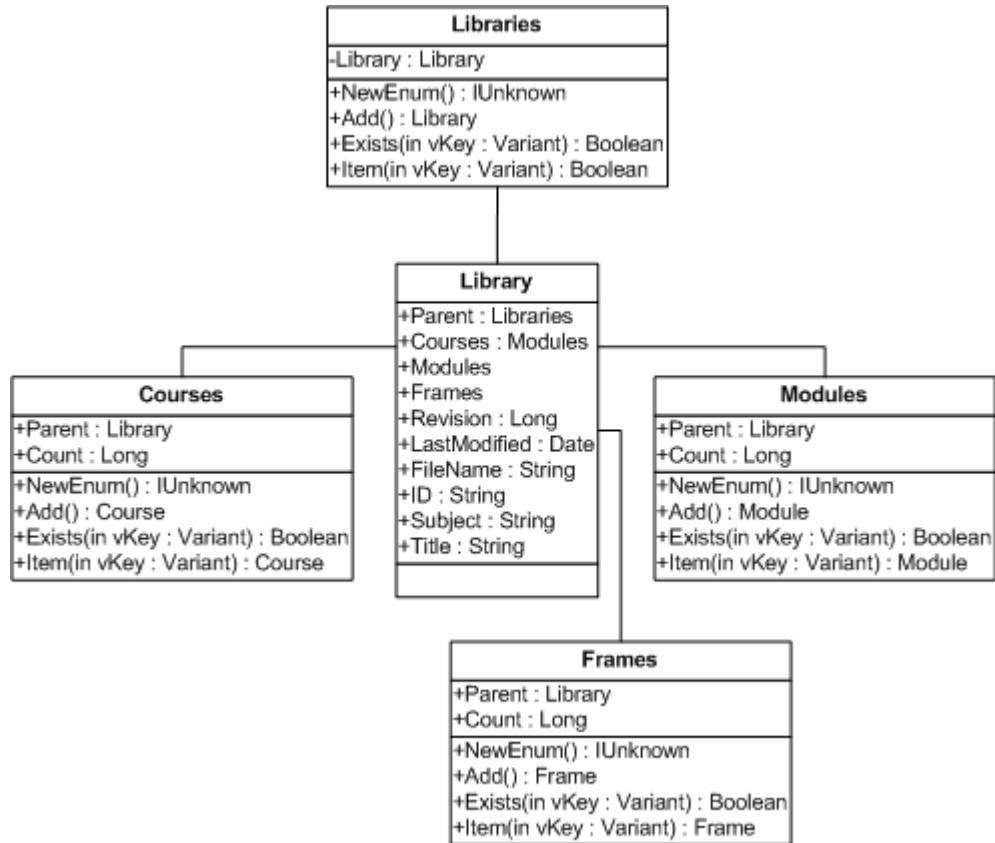 Libraries
-Library : Library
+NewEnum() : IUnknown
+Add() : Library
+Exists(in vKey : Variant) : Boolean
+Item(in vKey : Variant) : Boolean
Library
+Parent : Libraries
+Courses : Modules
+Modules
+Frames
+Revision : Long
+LastModified : Date
+FileName : String
+ID : String
+Subject : String
+Title : String
Courses
+Parent : Library
+Count : Long
+NewEnum() : IUnknown
+Add() : Course
+Exists(in vKey : Variant) : Boolean
+Item(in vKey : Variant) : Course
Modules
+Parent : Library
+Count : Long
+NewEnum() : IUnknown
+Add() : Module
+Exists(in vKey : Variant) : Boolean
+Item(in vKey : Variant) : Module
Frames
+Parent : Library
+Count : Long
+NewEnum() : IUnknown
+Add() : Frame
+Exists(in vKey : Variant) : Boolean
+Item(in vKey : Variant) : Frame